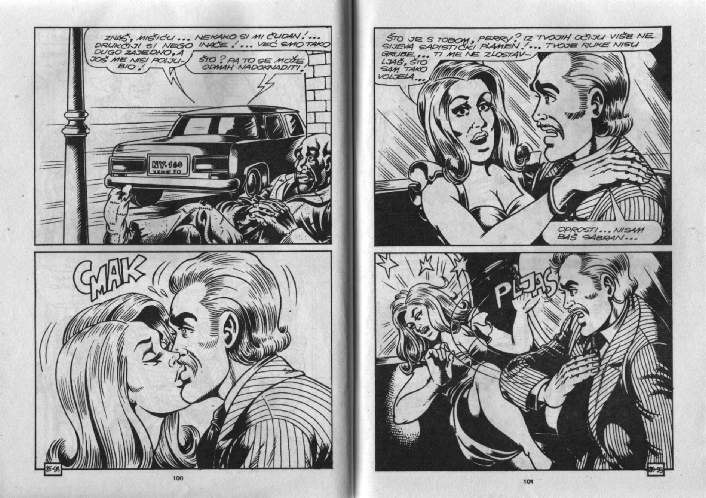 ZNAŠ, MIŠIĆU... NEKAKO SI MI ČUDAN!...
DRUKČIJI SI NEGO INAČE!... VEĆ SMO TAKO
DUGO ZAJEDNO, A
JOŠ ME NISI POLJU-
BIO!
ŠTO? PA TO SE MOŽE
ODMAH NADOKNADITI!
NY-160
CMAK
100
ŠTO JE S TOBOM, PERRY? IZ TVOJIH OČIJU VIŠE NE
SIJEVA SADISTIČKI PLAMEN!... TVOJE RUKE NISU
GRUBE... TI ME NE ZLOSTAV-
LJAŠ, ŠTO
SAM TAKO
VOLJELA...
OPROSTI... NISAM
BAŠ SABRAN...
PLJAS
101